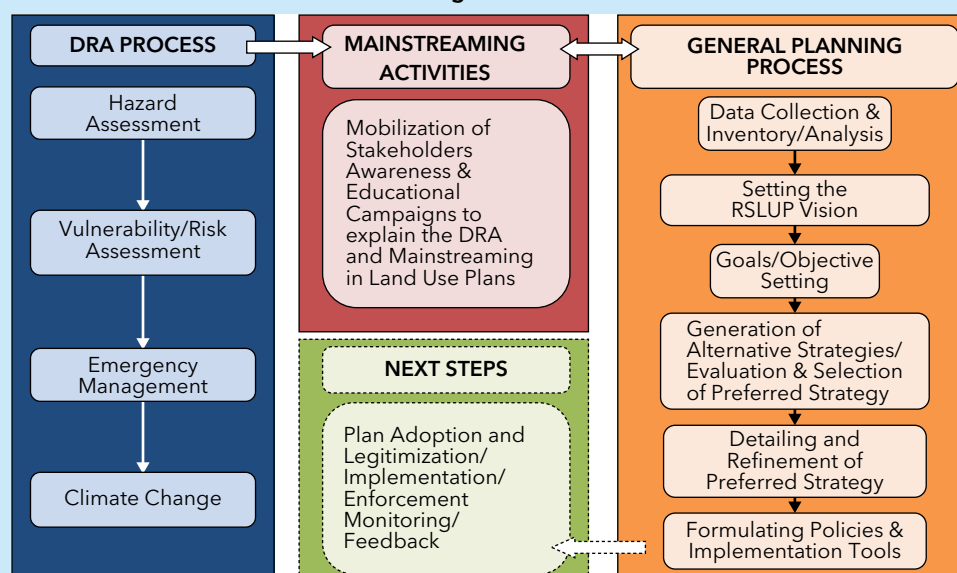 DRA PROCESS
Hazard
Assessment
Vulnerability/Risk
Assessment
Emergency
Management
Climate Change
MAINSTREAMING
ACTIVITIES
Mobilization of
Stakeholders
Awareness &
Educational
Campaigns to
explain the DRA
and Mainstreaming
in Land Use Plans
NEXT STEPS
Plan Adoption and
Legitimization/
Implementation/
Enforcement
Monitoring/
Feedback
GENERAL PLANNING
PROCESS
Data Collection &
Inventory/Analysis
Setting the
RSLUP Vision
Goals/Objective
Setting
Generation of
Alternative Strategies/
Evaluation & Selection
of Preferred Strategy
Detailing and
Refinement of
Preferred Strategy
Formulating Policies &
Implementation Tools